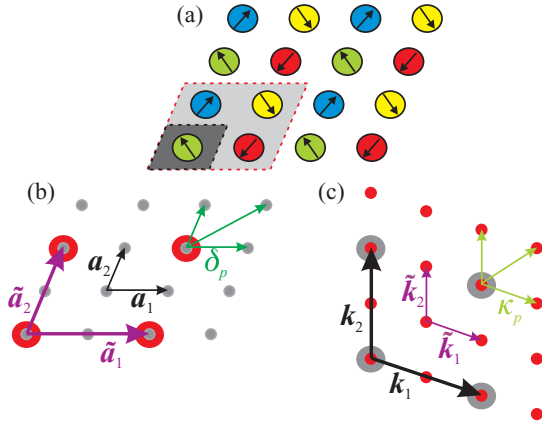 (a)
(b)
(c)
δₚ
a₂
a₁
ã₂
ã₁
κₚ
k̃₂
k₂
k̃₁
k₁